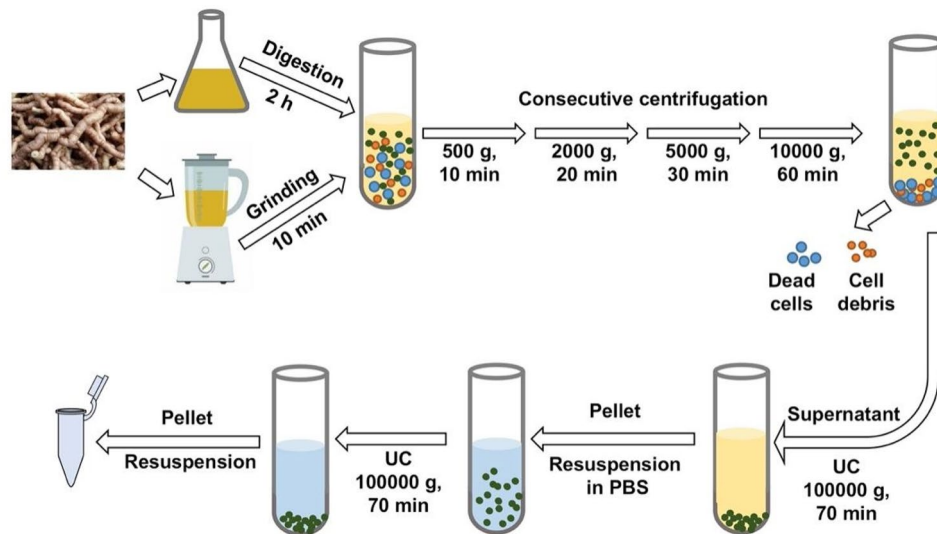 Digestion
2 h
Grinding
10 min
Consecutive centrifugation
500 g,
10 min
2000 g,
20 min
5000 g,
30 min
10000 g,
60 min
Dead
cells
Cell
debris
Supernatant
UC
100000 g,
70 min
Pellet
Resuspension
in PBS
UC
100000 g,
70 min
Pellet
Resuspension